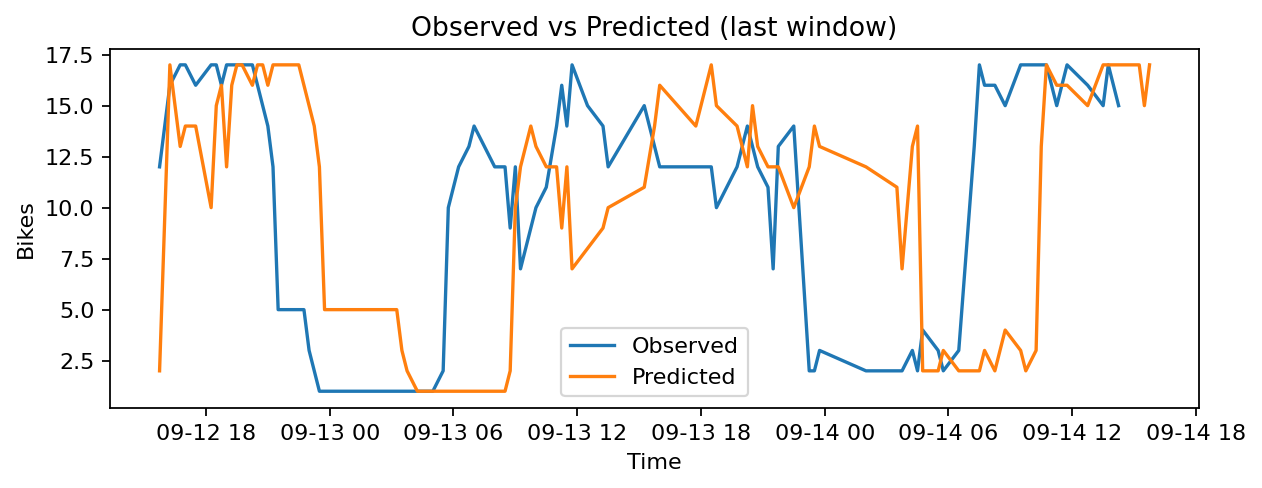 Observed vs Predicted (last window)
17.5
15.0
12.5
10.0
7.5
5.0
2.5
Bikes
Observed
Predicted
09-12 18 09-13 00 09-13 06 09-13 12 09-13 18 09-14 00 09-14 06 09-14 12 09-14 18
Time